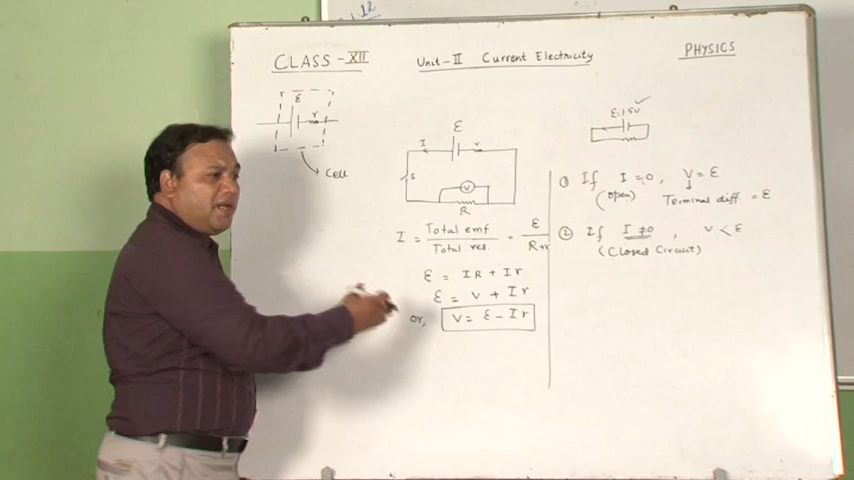 12
CLASS - XII
Unit-II Current Electricity
PHYSICS
ε
r
r
Cell
ε
I
r
s
V
R
I = Total emf / Total res = ε / R+r
ε = IR + Ir
ε = V + Ir
or, V = ε - Ir
ε=1.5V
① If I = 0, V = ε
(open) Terminal diff = ε
② If I ≠ 0, V < ε
(Closed Circuit)